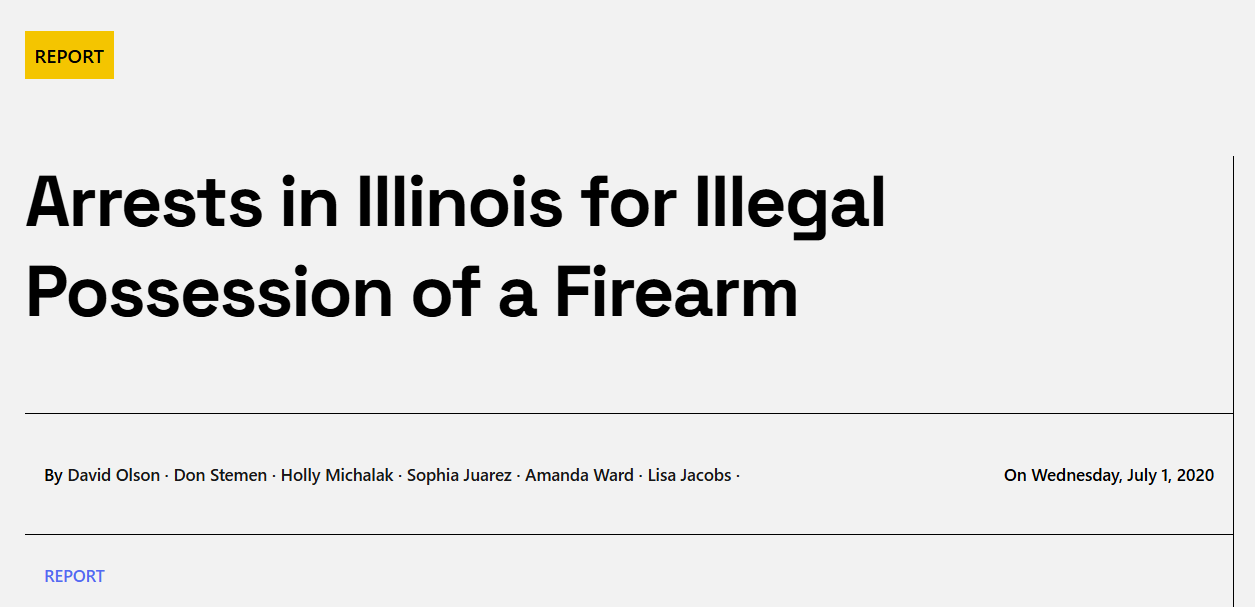 REPORT
Arrests in Illinois for Illegal
Possession of a Firearm
By David Olson · Don Stemen · Holly Michalak · Sophia Juarez · Amanda Ward · Lisa Jacobs ·
On Wednesday, July 1, 2020
REPORT